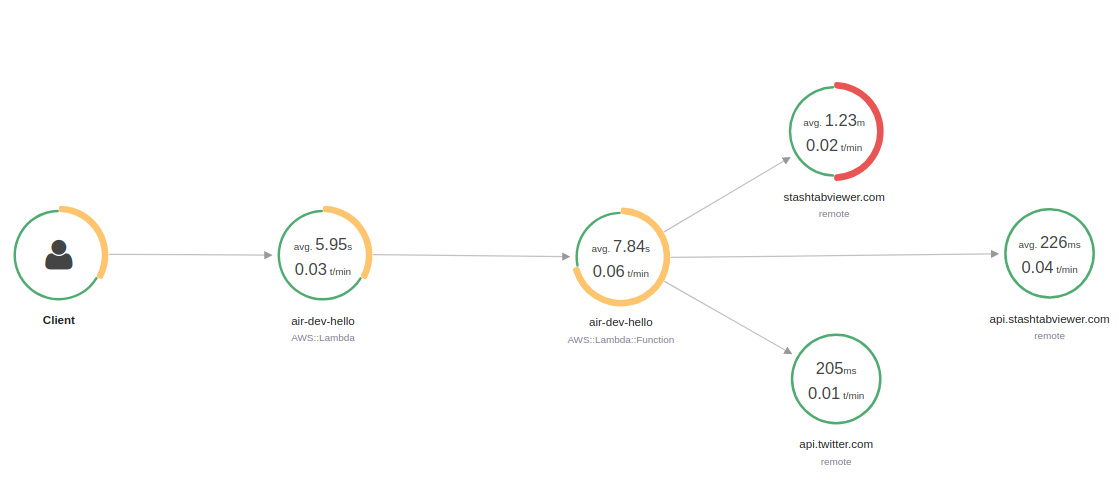 Client
avg. 5.95s
0.03 t/min
air-dev-hello
AWS::Lambda
avg. 7.84s
0.06 t/min
air-dev-hello
AWS::Lambda::Function
avg. 1.23m
0.02 t/min
stashtabviewer.com
remote
avg. 226ms
0.04 t/min
api.stashtabviewer.com
remote
205ms
0.01 t/min
api.twitter.com
remote